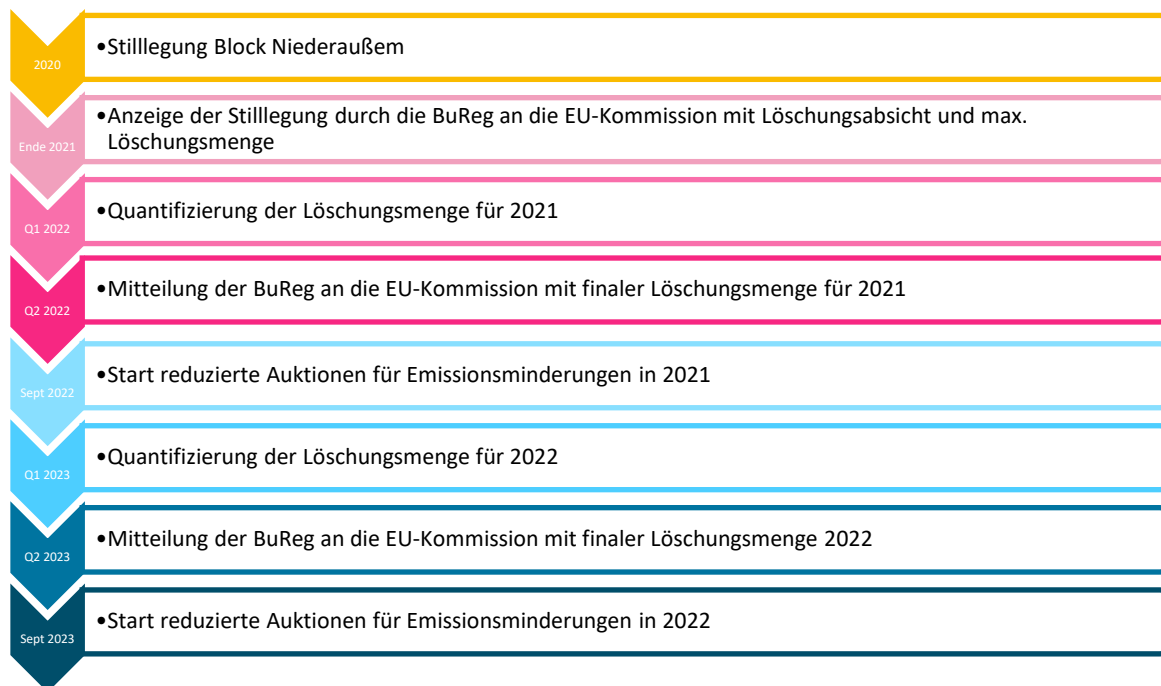 2020
•Stilllegung Block Niederaußem
Ende 2021
•Anzeige der Stilllegung durch die BuReg an die EU-Kommission mit Löschungsabsicht und max.
Löschungsmenge
Q1 2022
•Quantifizierung der Löschungsmenge für 2021
Q2 2022
•Mitteilung der BuReg an die EU-Kommission mit finaler Löschungsmenge für 2021
Sept 2022
•Start reduzierte Auktionen für Emissionsminderungen in 2021
Q1 2023
•Quantifizierung der Löschungsmenge für 2022
Q2 2023
•Mitteilung der BuReg an die EU-Kommission mit finaler Löschungsmenge 2022
Sept 2023
•Start reduzierte Auktionen für Emissionsminderungen in 2022